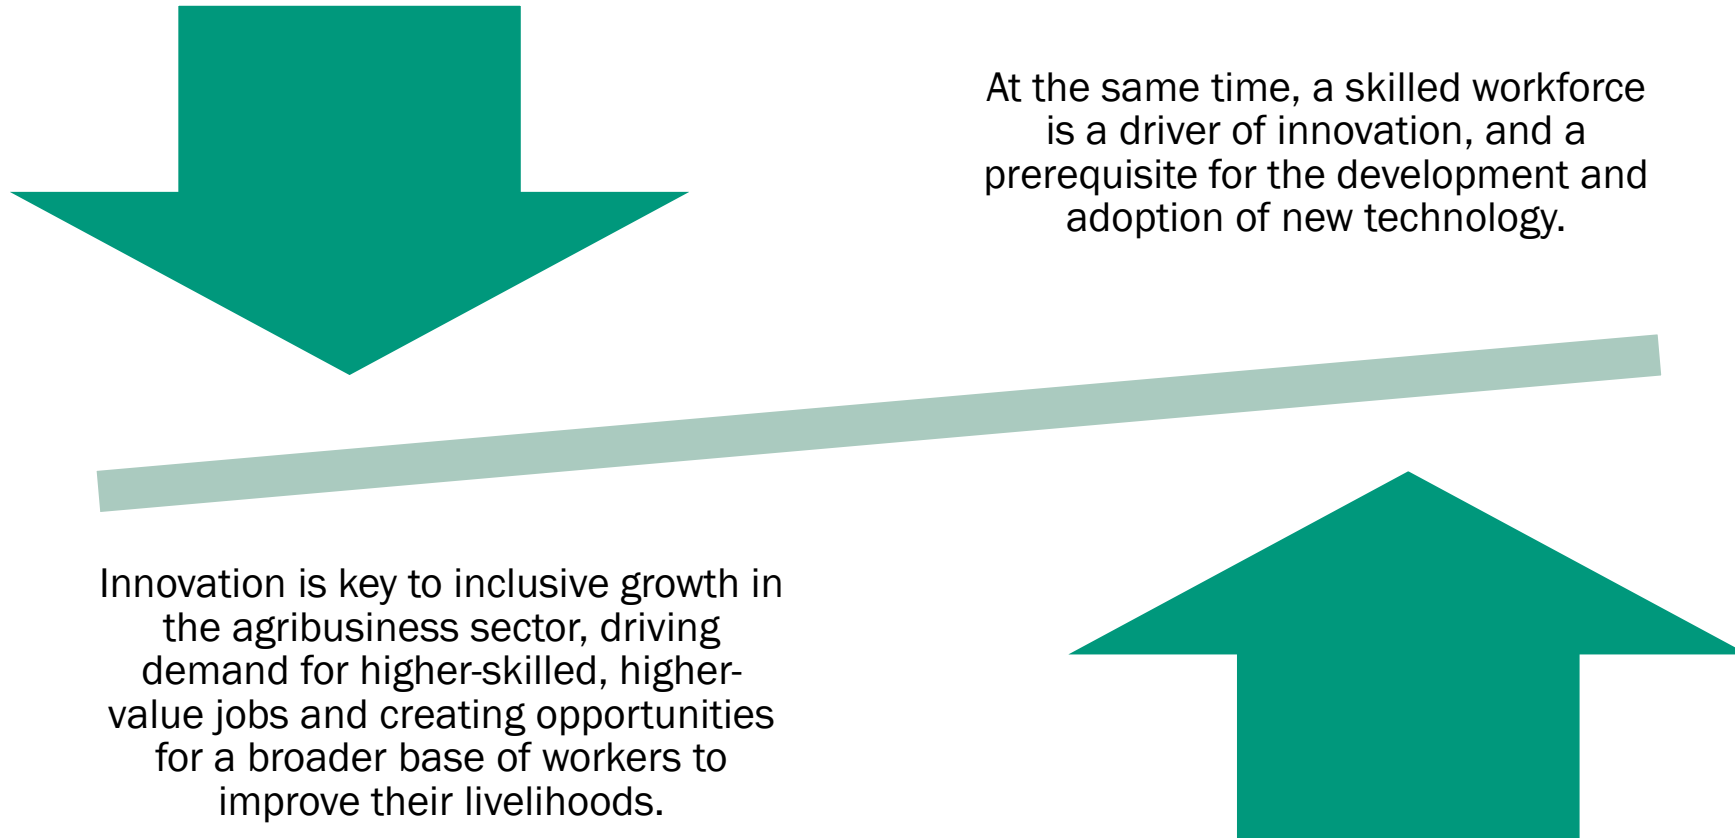 At the same time, a skilled workforce
is a driver of innovation, and a
prerequisite for the development and
adoption of new technology.
Innovation is key to inclusive growth in
the agribusiness sector, driving
demand for higher-skilled, higher-
value jobs and creating opportunities
for a broader base of workers to
improve their livelihoods.